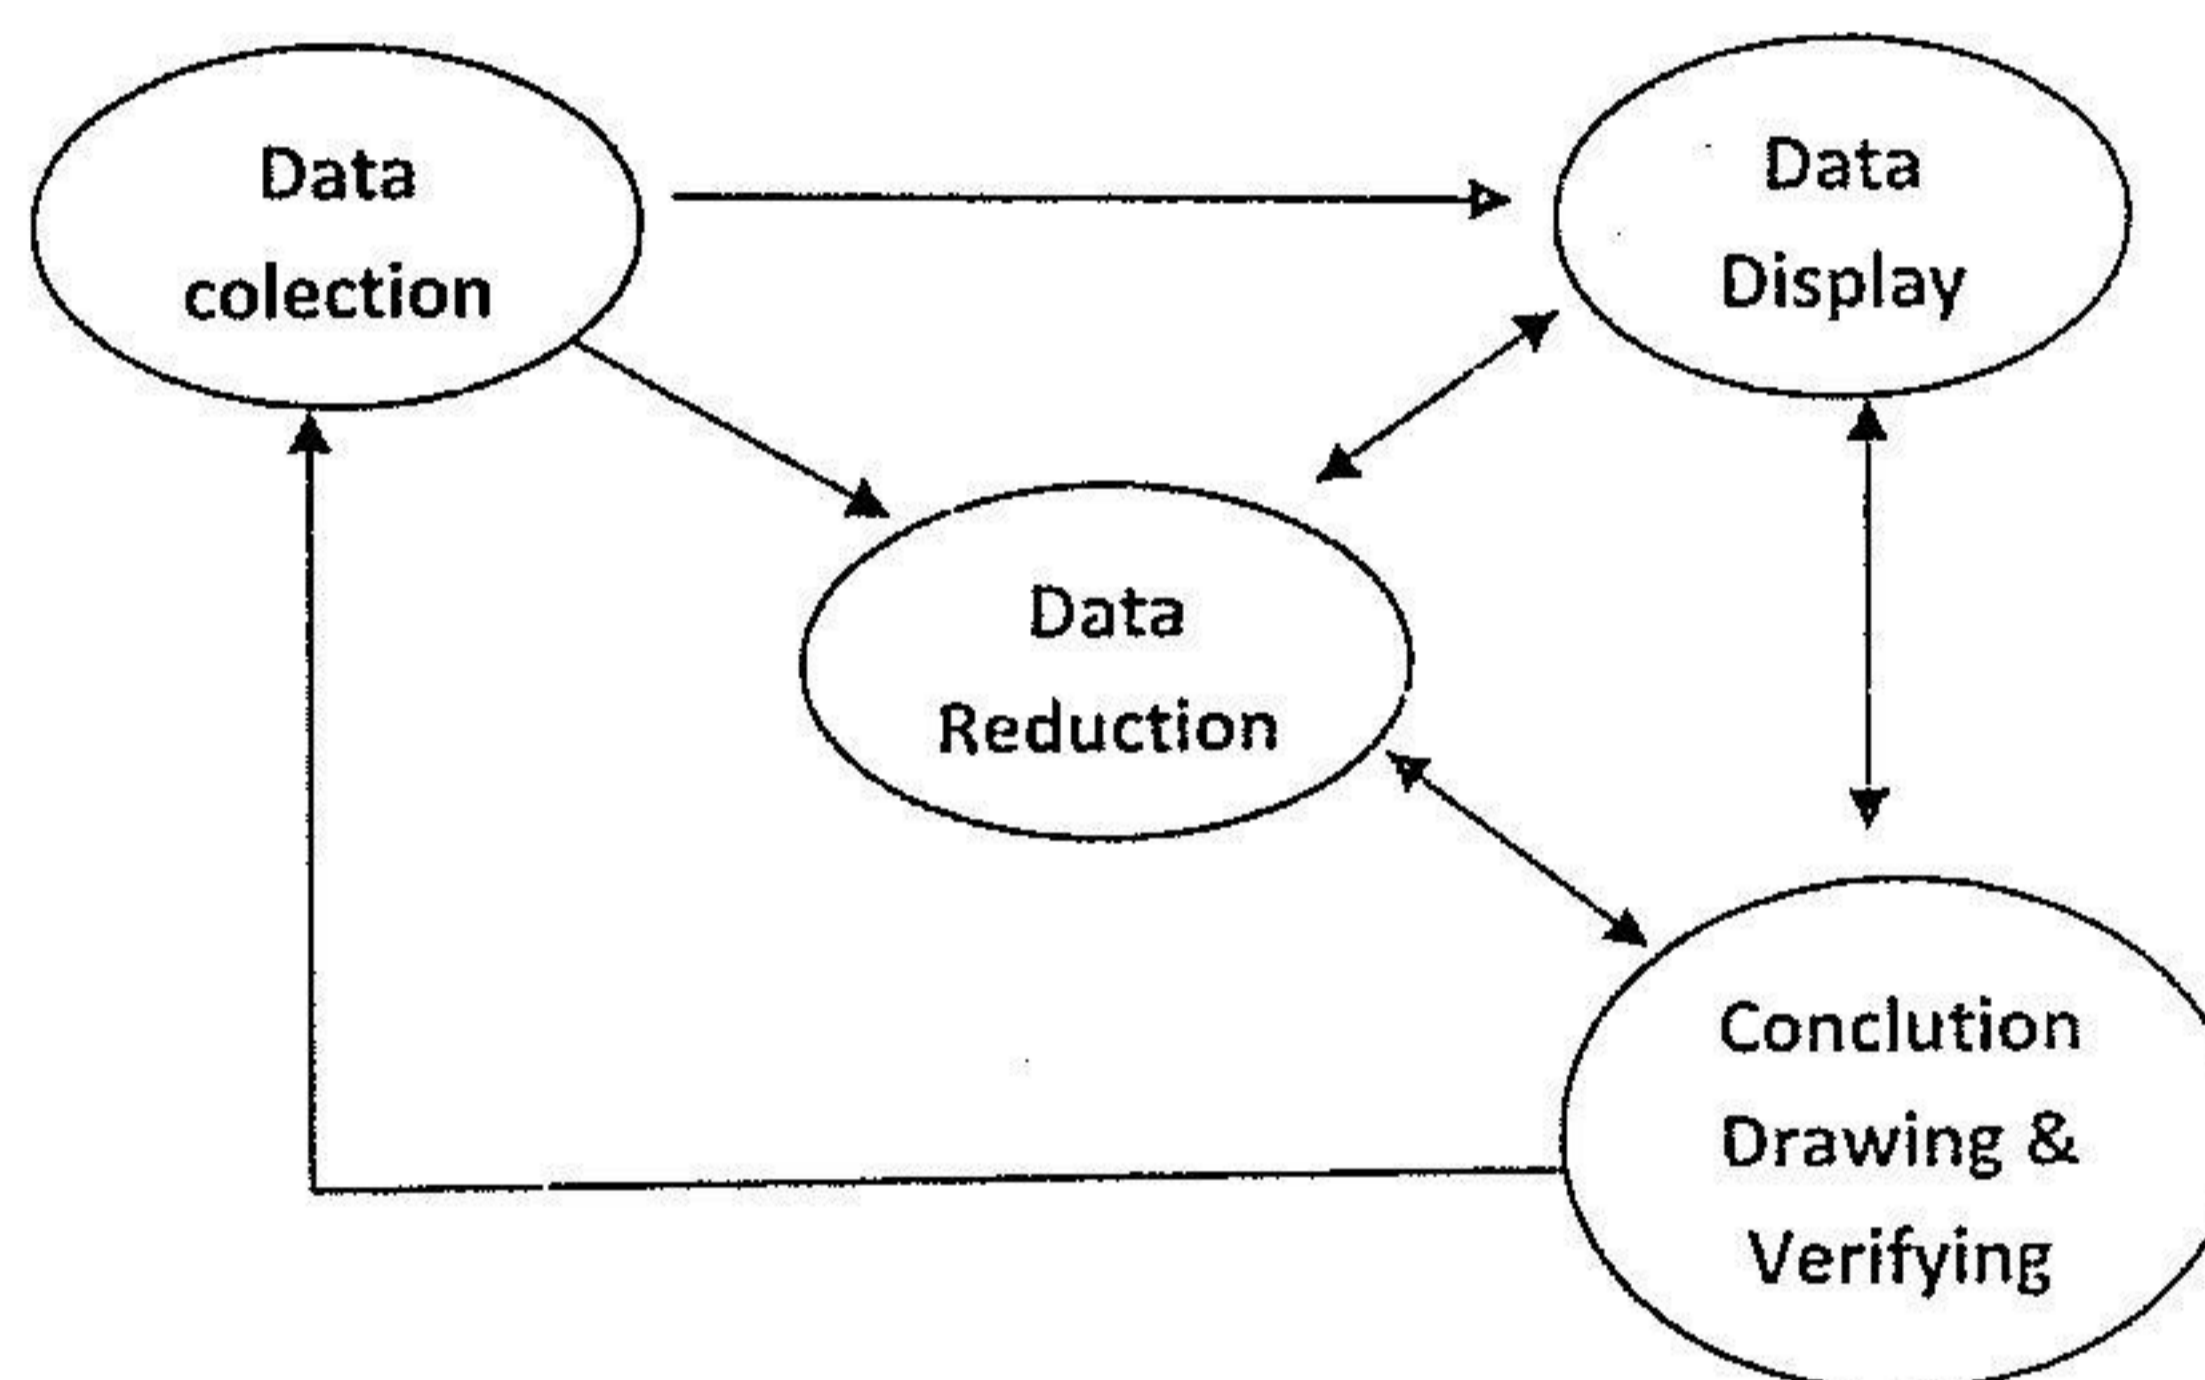 Data
colection
Data
Display
Data
Reduction
Conclution
Drawing &
Verifying